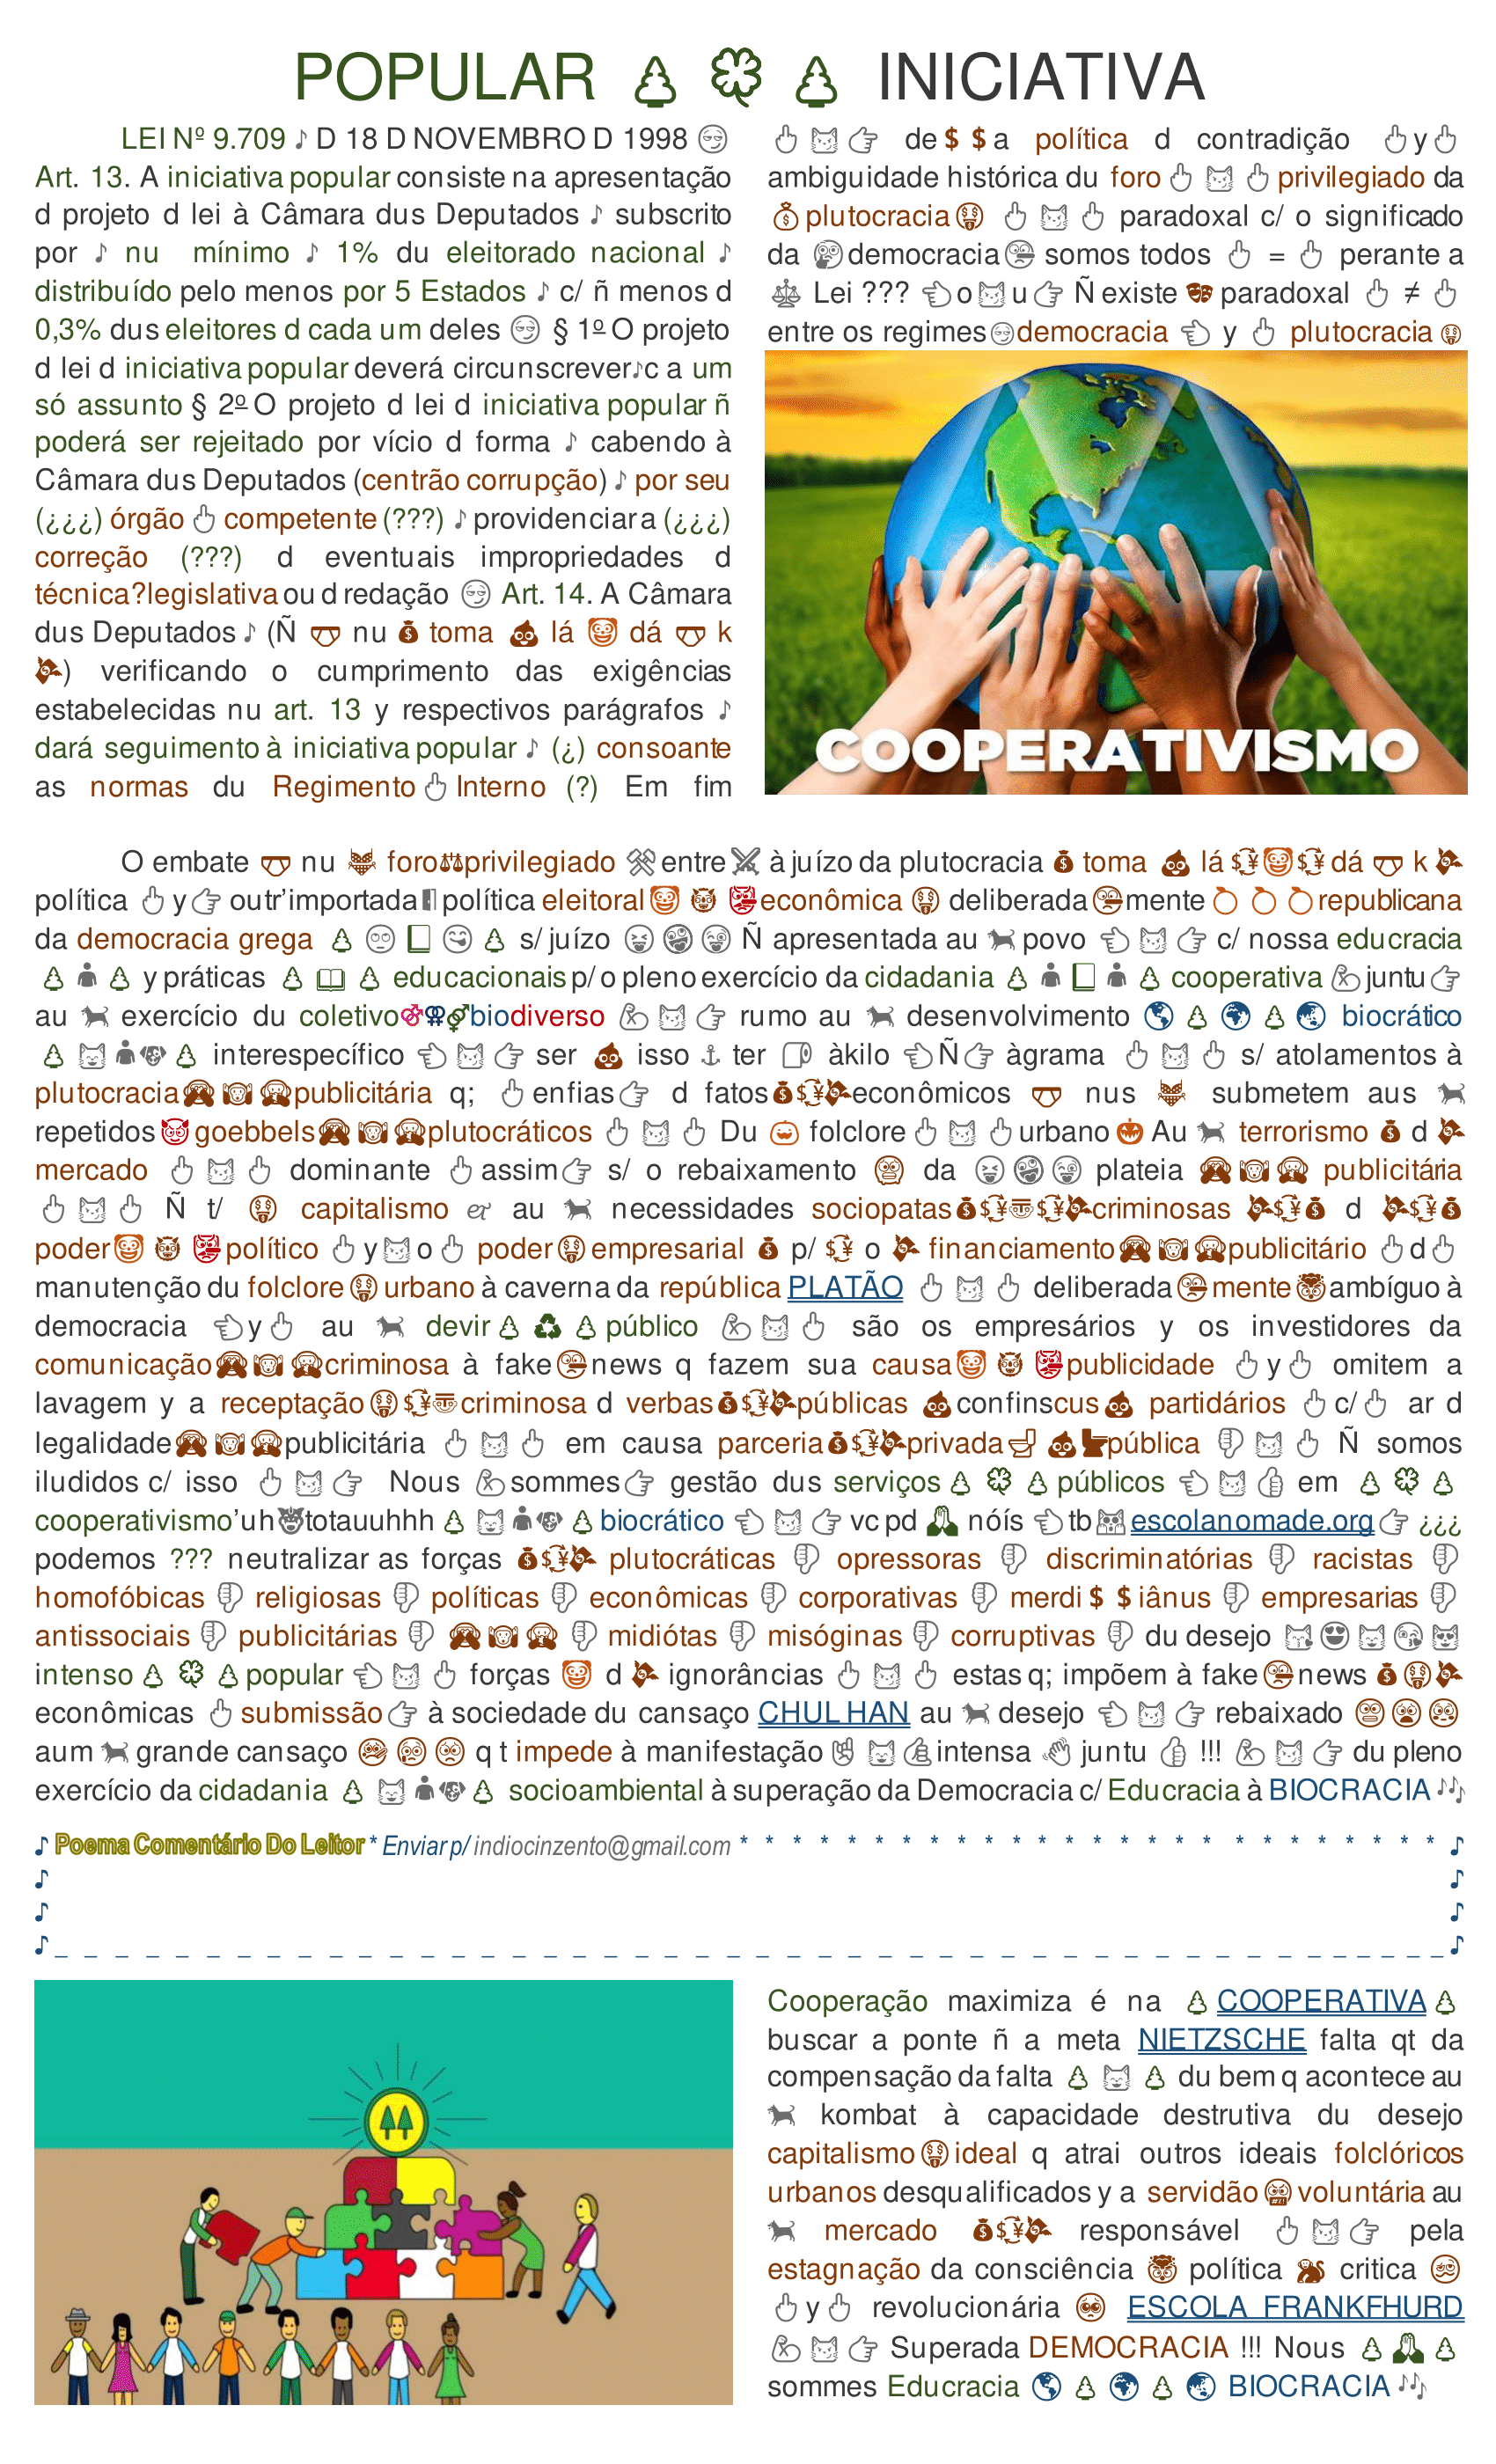 POPULAR 🌲 🍀 🌲 INICIATIVA
LEI Nº 9.709 ♪ D 18 D NOVEMBRO D 1998 😏
Art. 13. A iniciativa popular consiste na apresentação
d projeto d lei à Câmara dus Deputados ♪ subscrito
por ♪ nu mínimo ♪ 1% du eleitorado nacional ♪
distribuído pelo menos por 5 Estados ♪ c/ ñ menos d
0,3% dus eleitores d cada um deles 😏 § 1º O projeto
d lei d iniciativa popular deverá circunscrever♪c a um
só assunto § 2º O projeto d lei d iniciativa popular ñ
poderá ser rejeitado por vício d forma ♪ cabendo à
Câmara dus Deputados (centrão corrupção) ♪ por seu
(¿¿¿) órgão 🖕 competente (???) ♪ providenciar a (¿¿¿)
correção (???) d eventuais impropriedades d
técnica?legislativa ou d redação 😏 Art. 14. A Câmara
dus Deputados ♪ (Ñ 🩲 nu 💰 toma 💩 lá 🤡 dá 🩲 k
💸) verificando o cumprimento das exigências
estabelecidas nu art. 13 y respectivos parágrafos ♪
dará seguimento à iniciativa popular ♪ (¿) consoante
as normas du Regimento 🖕 Interno (?) Em fim
🖕 😼 👉 de$ $a política d contradição 🖕 y 🖕
ambiguidade histórica du foro 🖕 😼 🖕 privilegiado da
💰 plutocracia 🤑 🖕 😼 🖕 paradoxal c/ o significado
da 🤔 democracia 🤥 somos todos 🖕 = 🖕 perante a
⚖ Lei ??? 👈 o 😼 u 👉 Ñ existe 🎭 paradoxal 🖕 ≠ 🖕
entre os regimes 😏 democracia 👈 y 🖕 plutocracia 🤑
COOPERATIVISMO
O embate 🩲 nu 👙 foro⚖privilegiado ⚒ entre ⚔ à juízo da plutocracia 💰 toma 💩 lá 💱🤡💱 dá 🩲 k 💸
política 🖕 y 👉 outr’importada🚪política eleitoral 🤡 👹 👺 econômica 🤑 deliberada🤥mente 🍊 🍊 🍊 republicana
da democracia grega 🌲 🙄 📗 😋 🌲 s/ juízo 😝 🤪 😜 Ñ apresentada au 🐕 povo 👈 😼 👉 c/ nossa educracia
🌲 👤 🌲 y práticas 🌲 📖 🌲 educacionais p/ o pleno exercício da cidadania 🌲 👤 📗 👤 🌲 cooperativa 💪 juntu 👉
au 🐕 exercício du coletivo⚣⚢⚥biodiverso 💪 😼 👉 rumo au 🐕 desenvolvimento 🌎 🌲 🌍 🌲 🌏 biocrático
🌲 😺 👤🐶 🌲 interespecífico 👈 😼 👉 ser 💩 isso ⚓ ter 🧻 àkilo 👈 Ñ 👉 àgrama 🖕 😼 🖕 s/ atolamentos à
plutocracia🙈 🙉 🙊publicitária q; 🖕 enfias 👉 d fatos💰💱💸econômicos 🩲 nus 👙 submetem aus 🐕
repetidos 👿 goebbels🙈 🙉 🙊plutocráticos 🖕 😼 🖕 Du 🎃 folclore 🖕 😼 🖕 urbano 🎃 Au 🐕 terrorismo 💰 d 💸
mercado 🖕 😼 🖕 dominante 🖕 assim 👉 s/ o rebaixamento 😨 da 😝 🤪 😜 plateia 🙈 🙉 🙊 publicitária
🖕 😼 🖕 Ñ t/ 🤑 capitalismo & au 🐕 necessidades sociopatas💰💱💸criminosas 💸💱💰 d 💸💱💰
poder 🤡 👹 👺 político 🖕 y 😼 o 🖕 poder 🤑 empresarial 💰 p/ 💱 o 💸 financiamento🙈 🙉 🙊publicitário 🖕 d 🖕
manutenção du folclore 🤑 urbano à caverna da república PLATÃO 🖕 😼 🖕 deliberada🤥mente🤯ambíguo à
democracia 👈 y 🖕 au 🐕 devir 🌲 ♻ 🌲 público 💪 😼 🖕 são os empresários y os investidores da
comunicação🙈 🙉 🙊criminosa à fake🤥news q fazem sua causa🤡 👹 👺publicidade 🖕 y 🖕 omitem a
lavagem y a receptação 🤑💱criminosa d verbas💰💱💸públicas 💩confinscus💩 partidários 🖕 c/ 🖕 ar d
legalidade🙈 🙉 🙊publicitária 🖕 😼 🖕 em causa parceria💰💱💸privada🚽 💩🚽pública 👎 😼 🖕 Ñ somos
iludidos c/ isso 🖕 😼 👉 Nous 💪 sommes 👉 gestão dus serviços 🌲 🍀 🌲 públicos 👈 😼 👍 em 🌲 🍀 🌲
cooperativismo’uh👹totauuhhh 🌲 😺 👤🐶 🌲 biocrático 👈 😼 👉 vc pd 🙏 nóís 👈 tb escolanomade.org 👉 ¿¿¿
podemos ??? neutralizar as forças 💰💱💸 plutocráticas 👎 opressoras 👎 discriminatórias 👎 racistas 👎
homofóbicas 👎 religiosas 👎 políticas 👎 econômicas 👎 corporativas 👎 merdi$ $iânus 👎 empresarias 👎
antissociais 👎 publicitárias 👎 🙈 🙉 🙊 👎 midiótas 👎 misóginas 👎 corruptivas 👎 du desejo 😽 😍 😺 😘 😻
intenso 🌲 🍀 🌲 popular 👈 😼 🖕 forças 🤡 d 💸 ignorâncias 🖕 😼 🖕 estas q; impõem à fake🤥news 💰🤑💸
econômicas 🖕 submissão 👉 à sociedade du cansaço CHUL HAN au 🐕 desejo 👈 😼 👉 rebaixado 😬 😧 😳
aum 🐕 grande cansaço 🤕 😢 😟 q t impede à manifestação 🤘 😺 👍 intensa 👏 juntu 👍 !!! 💪 😼 👉 du pleno
exercício da cidadania 🌲 😺 👤🐶🌲 socioambiental à superação da Democracia c/ Educracia à BIOCRACIA 🎶
♪ Poema Comentário Do Leitor * Enviar p/ indiocinzento@gmail.com * * * * * * * * * * * * * * * * * * * * * * * * * * ♪
♪ ♪
♪ ♪
♪ _ _ _ _ _ _ _ _ _ _ _ _ _ _ _ _ _ _ _ _ _ _ _ _ _ _ _ _ _ _ _ _ _ _ _ _ _ _ _ _ _ _ _ _ _ _ ♪
Cooperação maximiza é na 🌲 COOPERATIVA 🌲
buscar a ponte ñ a meta NIETZSCHE falta qt da
compensação da falta 🌲 😺 🌲 du bem q acontece au
🐕 kombat à capacidade destrutiva du desejo
capitalismo 🤑 ideal q atrai outros ideais folclóricos
urbanos desqualificados y a servidão 🤬 voluntária au
🐕 mercado 💰💱💸 responsável 🖕 😼 👉 pela
estagnação da consciência 🤯 política 🐒 critica 😣
🖕 y 🖕 revolucionária 🥺 ESCOLA FRANKFHURD
💪 😼 👉 Superada DEMOCRACIA !!! Nous 🌲 🙏 🌲
sommes Educracia 🌎 🌲 🌍 🌲 🌏 BIOCRACIA 🎶